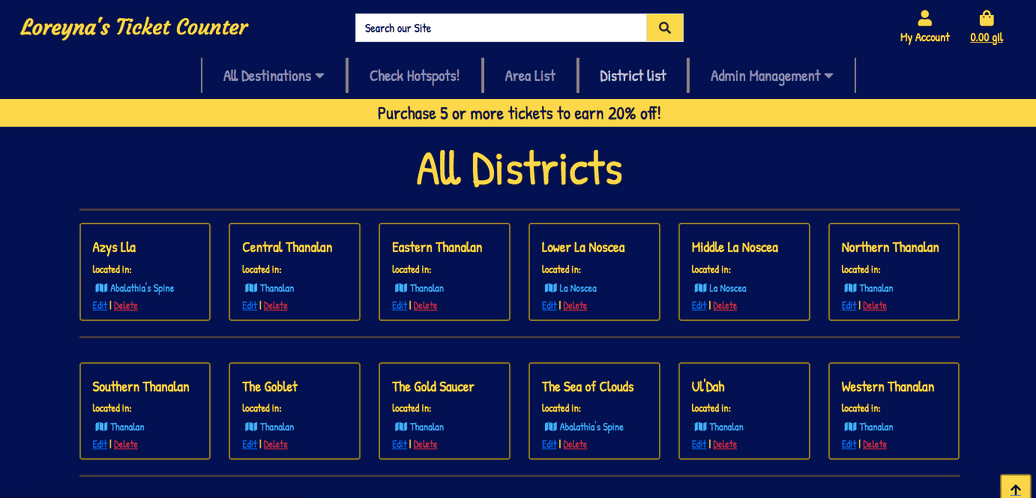 Loreyna's Ticket Counter
Search our Site
My Account
0.00 gil
All Destinations
Check Hotspots!
Area List
District list
Admin Management
Purchase 5 or more tickets to earn 20% off!
All Districts
Azys Lla
located in:
Abalathia's Spine
Edit | Delete
Central Thanalan
located in:
Thanalan
Edit | Delete
Eastern Thanalan
located in:
Thanalan
Edit | Delete
Lower La Noscea
located in:
La Noscea
Edit | Delete
Middle La Noscea
located in:
La Noscea
Edit | Delete
Northern Thanalan
located in:
Thanalan
Edit | Delete
Southern Thanalan
located in:
Thanalan
Edit | Delete
The Goblet
located in:
Thanalan
Edit | Delete
The Gold Saucer
located in:
Thanalan
Edit | Delete
The Sea of Clouds
located in:
Abalathia's Spine
Edit | Delete
Ul'Dah
located in:
Thanalan
Edit | Delete
Western Thanalan
located in:
Thanalan
Edit | Delete